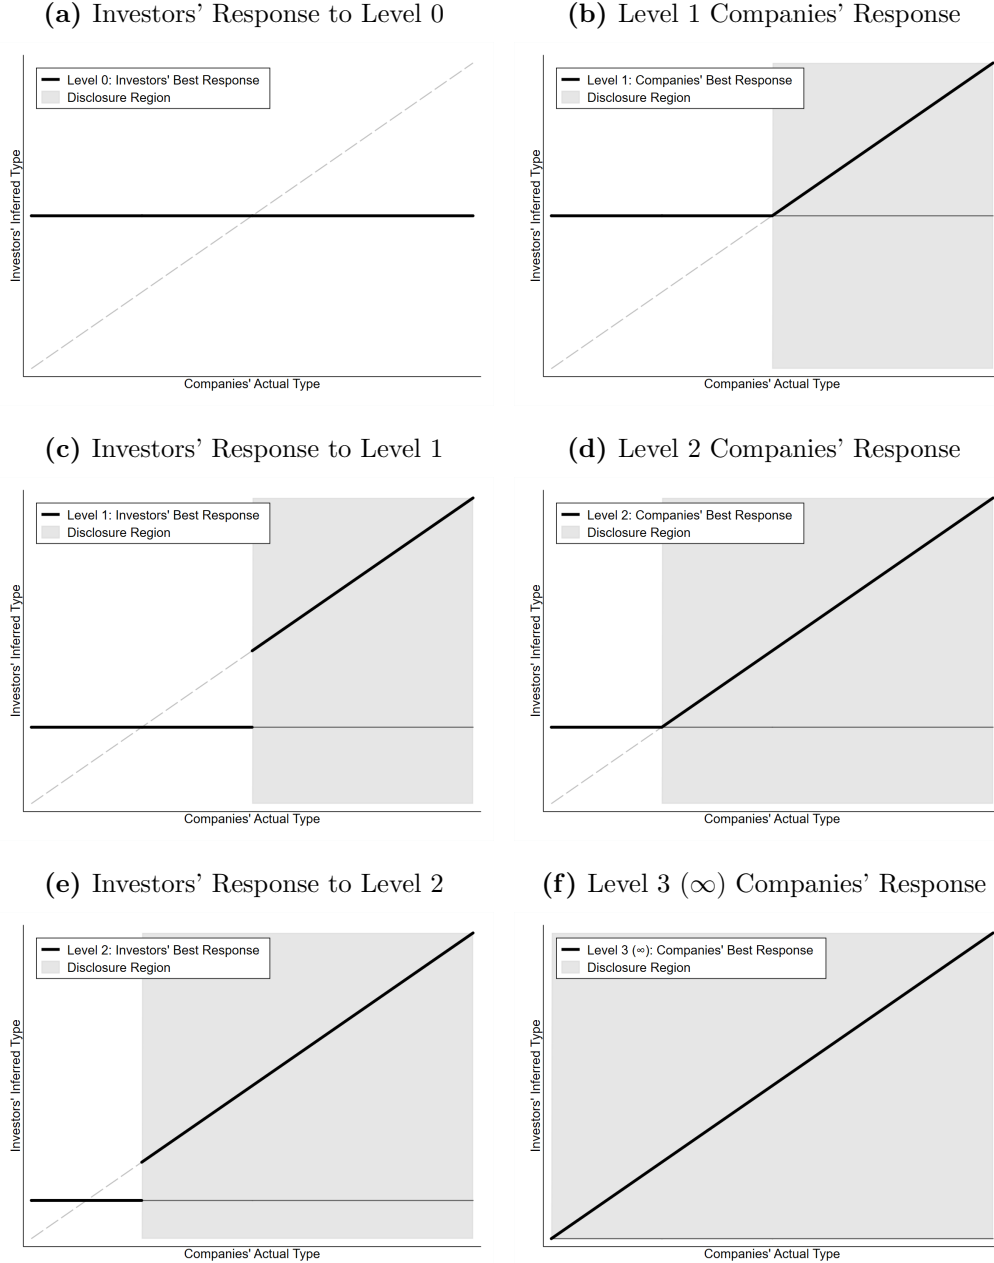 (a) Investors' Response to Level 0
Level 0: Investors' Best Response
Disclosure Region
Investors' Inferred Type
Companies' Actual Type
(b) Level 1 Companies' Response
Level 1: Companies' Best Response
Disclosure Region
Investors' Inferred Type
Companies' Actual Type
(c) Investors' Response to Level 1
Level 1: Investors' Best Response
Disclosure Region
Investors' Inferred Type
Companies' Actual Type
(d) Level 2 Companies' Response
Level 2: Companies' Best Response
Disclosure Region
Investors' Inferred Type
Companies' Actual Type
(e) Investors' Response to Level 2
Level 2: Investors' Best Response
Disclosure Region
Investors' Inferred Type
Companies' Actual Type
(f) Level 3 (∞) Companies' Response
Level 3 (∞): Companies' Best Response
Disclosure Region
Investors' Inferred Type
Companies' Actual Type